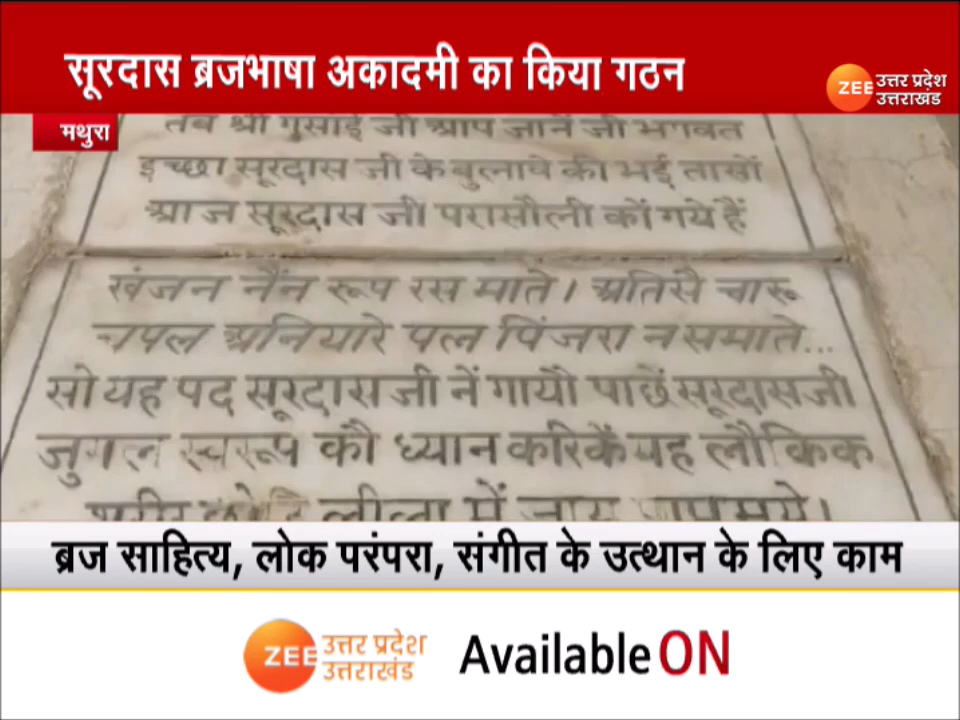 सूरदास ब्रजभाषा अकादमी का किया गठन
ZEE उत्तर प्रदेश
उत्तराखंड
मथुरा
तब श्री गुसांई जी आप जानें जी भगवत
इच्छा सूरदास जी के बुलावे की भई तासों
आज सूरदास जी परासौली कों गये हैं
खंजन नैंन रूप रस माते। अतिसै चारू
चपल अनियारे पल पिंजरा न समाते...
सो यह पद सूरदासजी नें गायौ पाछें सूरदासजी
जुगल स्वरूप कौ ध्यान करिकें यह लौकिक
लीला में जाय
ब्रज साहित्य, लोक परंपरा, संगीत के उत्थान के लिए काम
ZEE उत्तर प्रदेश
उत्तराखंड
Available ON